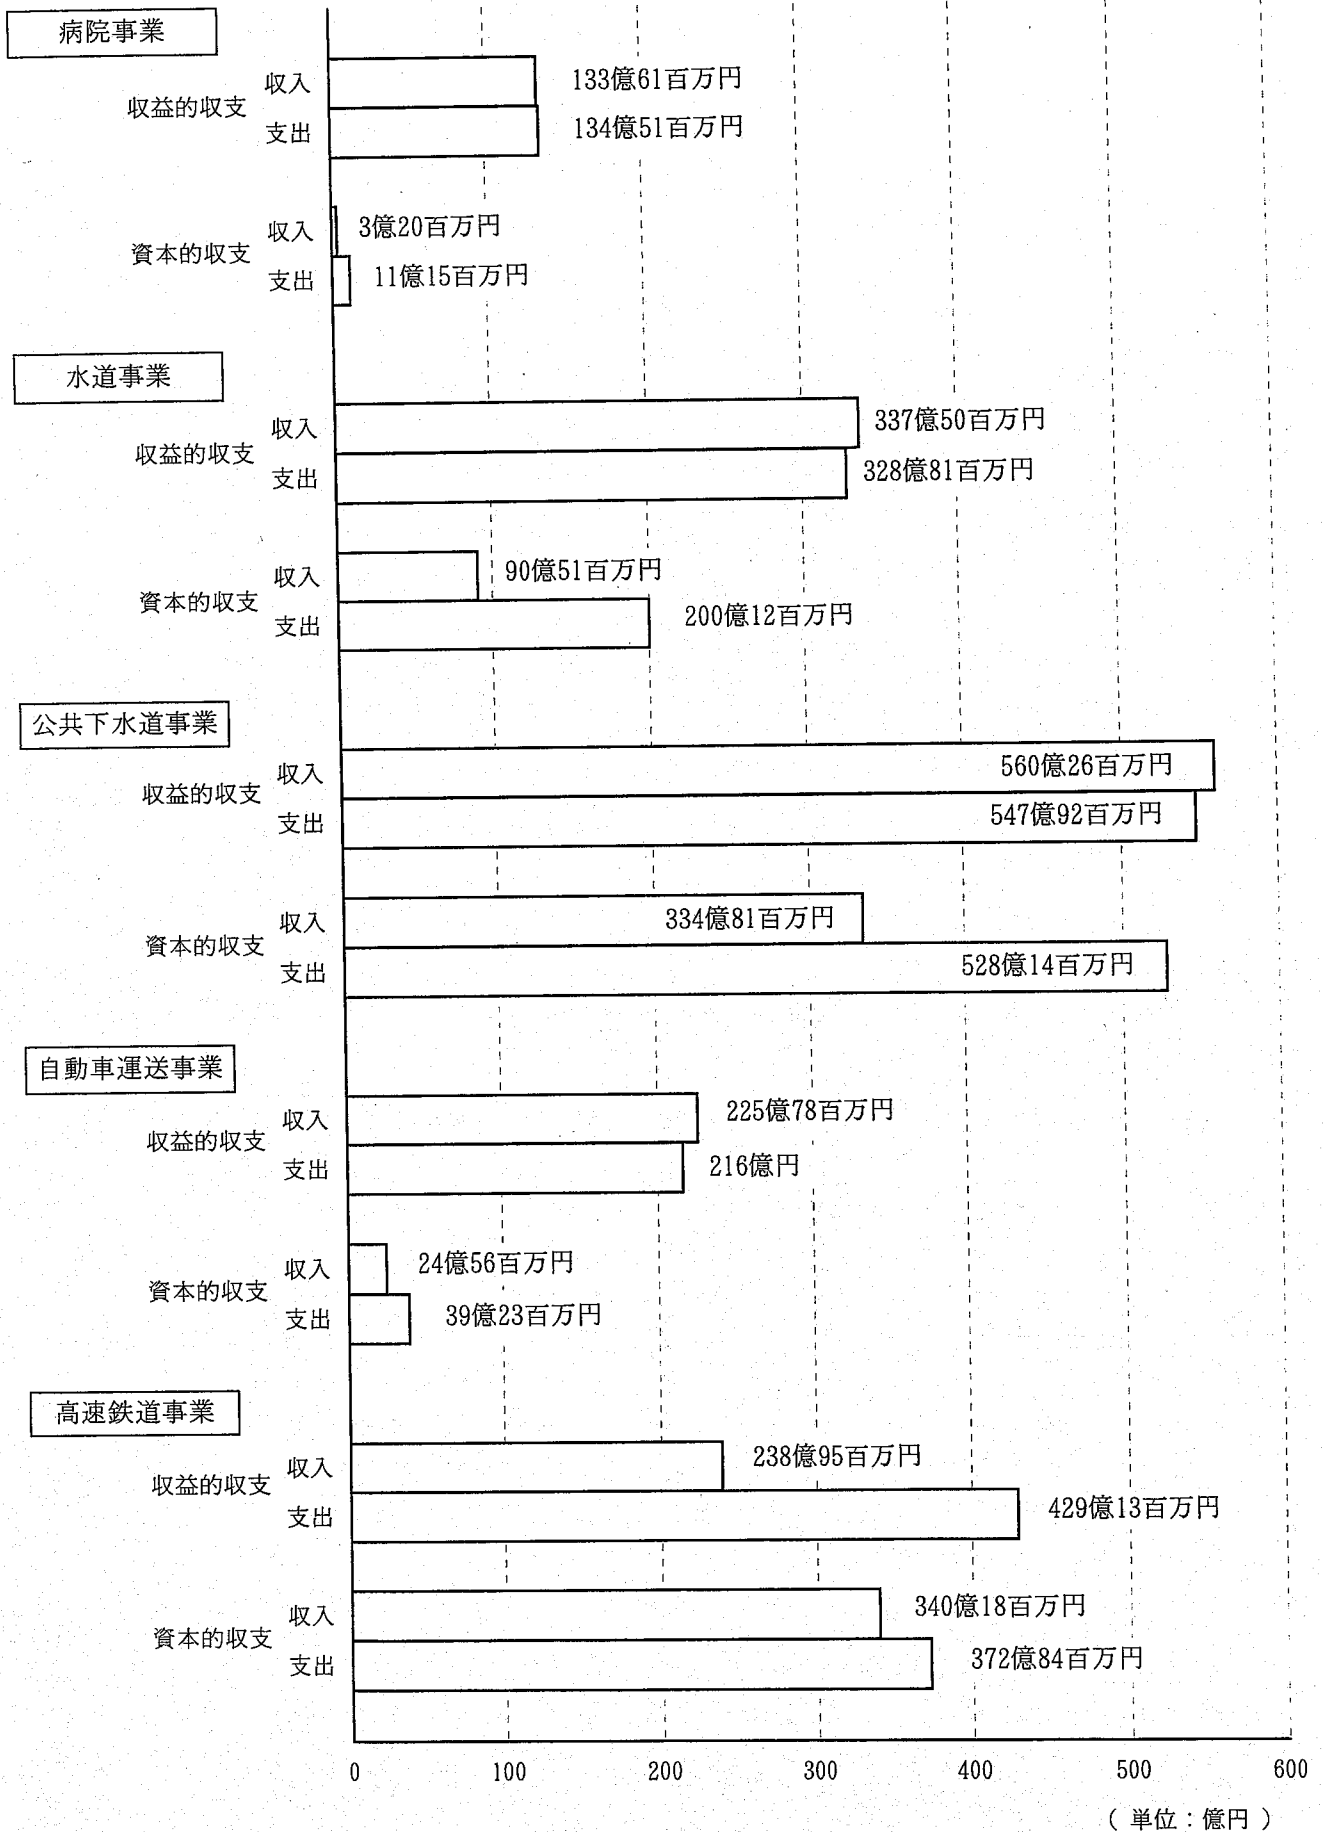 病院事業
収益的収支
収入 133億61百万円
支出 134億51百万円
資本的収支
収入 3億20百万円
支出 11億15百万円
水道事業
収益的収支
収入 337億50百万円
支出 328億81百万円
資本的収支
収入 90億51百万円
支出 200億12百万円
公共下水道事業
収益的収支
収入 560億26百万円
支出 547億92百万円
資本的収支
収入 334億81百万円
支出 528億14百万円
自動車運送事業
収益的収支
収入 225億78百万円
支出 216億円
資本的収支
収入 24億56百万円
支出 39億23百万円
高速鉄道事業
収益的収支
収入 238億95百万円
支出 429億13百万円
資本的収支
収入 340億18百万円
支出 372億84百万円
0 100 200 300 400 500 600
( 単位：億円 )